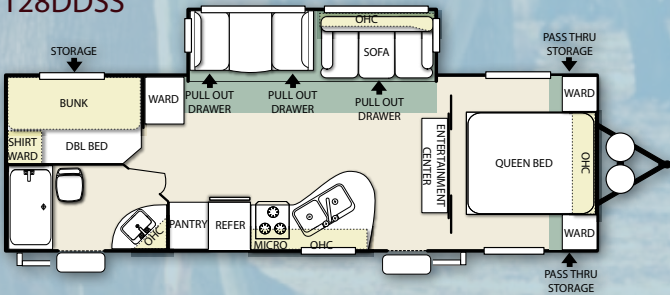 T28DDSS
STORAGE
BUNK
SHIRT
WARD
DBL BED
WARD
PULL OUT
DRAWER
PULL OUT
DRAWER
OHC
SOFA
PULL OUT
DRAWER
PASS THRU
STORAGE
WARD
ENTERTAINMENT
CENTER
QUEEN BED
OHC
WARD
PASS THRU
STORAGE
OHC
PANTRY
REFER
MICRO
OHC